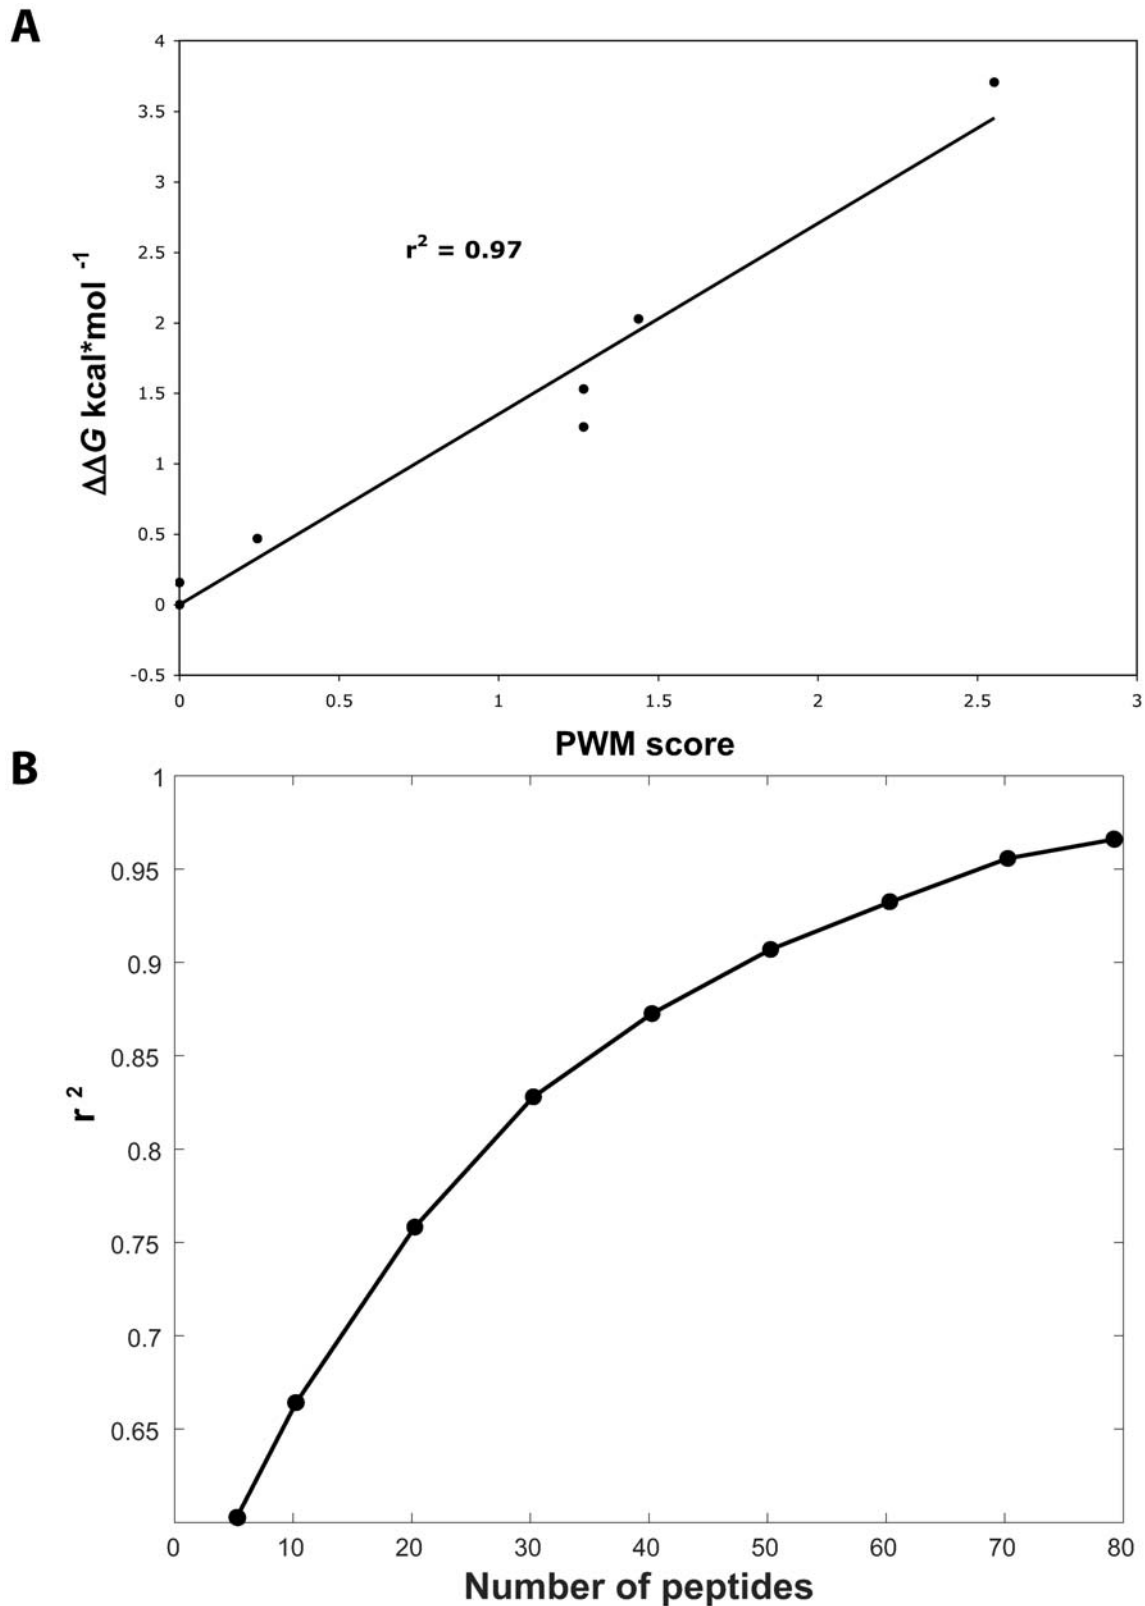 A
4
3.5
3
2.5
2
1.5
1
0.5
0
-0.5
ΔΔG kcal*mol -1
r2 = 0.97
0 0.5 1 1.5 2 2.5 3
PWM score
B
1
0.95
0.9
0.85
0.8
0.75
0.7
0.65
r 2
0 10 20 30 40 50 60 70 80
Number of peptides